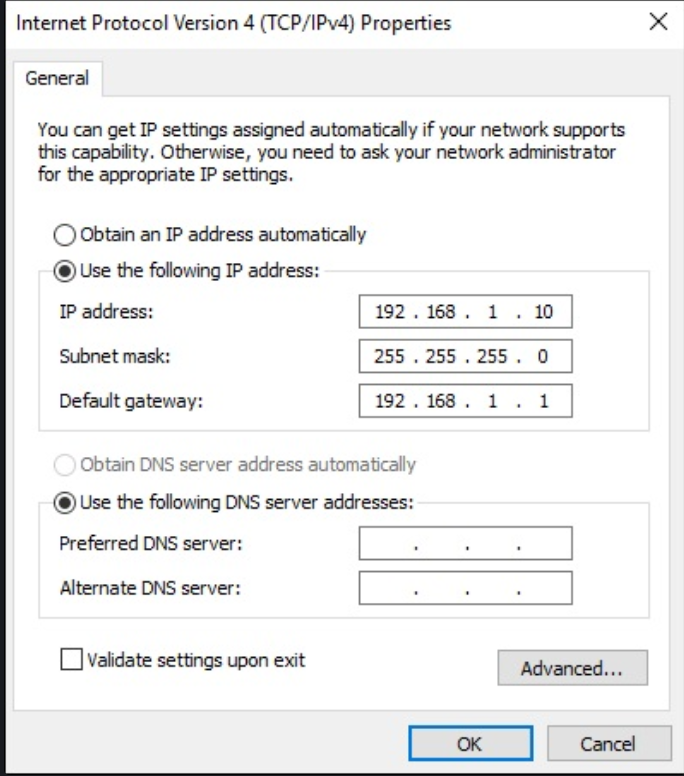 Internet Protocol Version 4 (TCP/IPv4) Properties
General
You can get IP settings assigned automatically if your network supports
this capability. Otherwise, you need to ask your network administrator
for the appropriate IP settings.
Obtain an IP address automatically
Use the following IP address:
IP address: 192 . 168 . 1 . 10
Subnet mask: 255 . 255 . 255 . 0
Default gateway: 192 . 168 . 1 . 1
Obtain DNS server address automatically
Use the following DNS server addresses:
Preferred DNS server: . . .
Alternate DNS server: . . .
Validate settings upon exit
Advanced...
OK Cancel